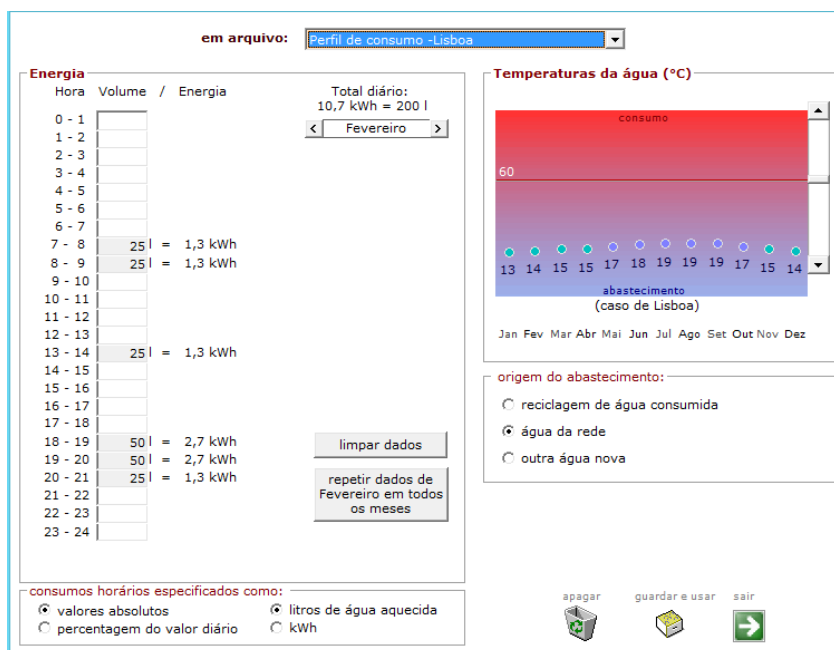 em arquivo: Perfil de consumo -Lisboa
Energia
Hora Volume / Energia
Total diário:
10,7 kWh = 200 l
< Fevereiro >
0 - 1
1 - 2
2 - 3
3 - 4
4 - 5
5 - 6
6 - 7
7 - 8 25 l = 1,3 kWh
8 - 9 25 l = 1,3 kWh
9 - 10
10 - 11
11 - 12
12 - 13
13 - 14 25 l = 1,3 kWh
14 - 15
15 - 16
16 - 17
17 - 18
18 - 19 50 l = 2,7 kWh
19 - 20 50 l = 2,7 kWh
20 - 21 25 l = 1,3 kWh
21 - 22
22 - 23
23 - 24
limpar dados
repetir dados de
Fevereiro em todos
os meses
Temperaturas da água (°C)
consumo
60
13 14 15 15 17 18 19 19 19 17 15 14
abastecimento
(caso de Lisboa)
Jan Fev Mar Abr Mai Jun Jul Ago Set Out Nov Dez
origem do abastecimento:
reciclagem de água consumida
água da rede
outra água nova
consumos horários especificados como:
valores absolutos
litros de água aquecida
percentagem do valor diário
kWh
apagar guardar e usar sair